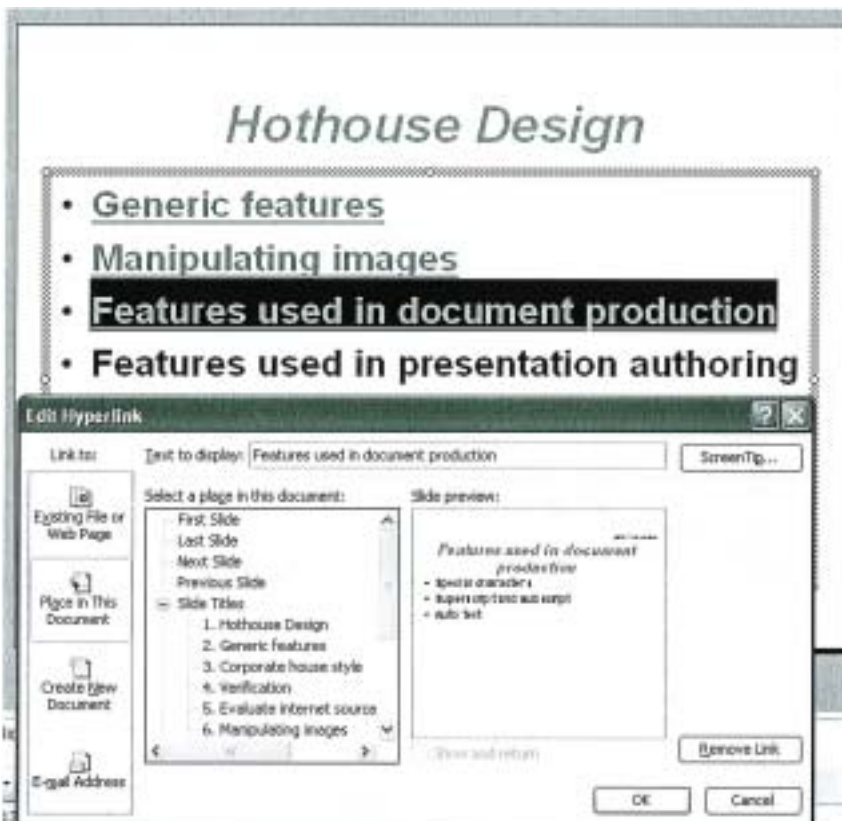 Hothouse Design
• Generic features
• Manipulating images
• Features used in document production
• Features used in presentation authoring
Edit Hyperlink
Link to:
Text to display: Features used in document production
ScreenTip...
Existing File or
Web Page
Place in This
Document
Create New
Document
E-mail Address
Select a place in this document:
First Slide
Last Slide
Next Slide
Previous Slide
Slide Titles
1. Hothouse Design
2. Generic features
3. Corporate house style
4. Verification
5. Evaluate internet source
6. Manipulating images
Slide preview:
Features used in document
production
• Special characters
• Superscript and subscript
• Auto text
Show and return
Remove Link
OK
Cancel